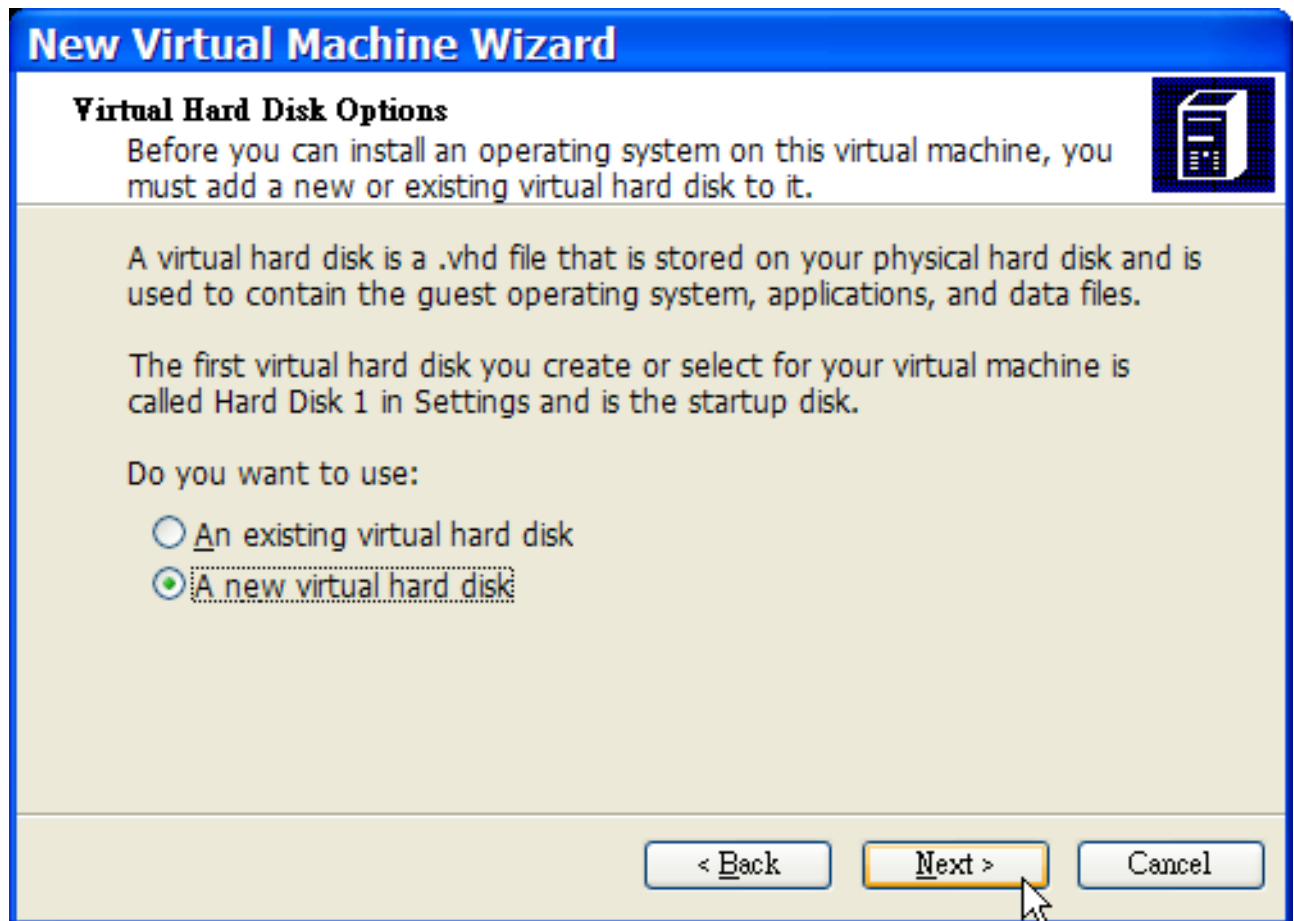 New Virtual Machine Wizard
Virtual Hard Disk Options
Before you can install an operating system on this virtual machine, you
must add a new or existing virtual hard disk to it.
A virtual hard disk is a .vhd file that is stored on your physical hard disk and is
used to contain the guest operating system, applications, and data files.
The first virtual hard disk you create or select for your virtual machine is
called Hard Disk 1 in Settings and is the startup disk.
Do you want to use:
An existing virtual hard disk
A new virtual hard disk
< Back
Next >
Cancel